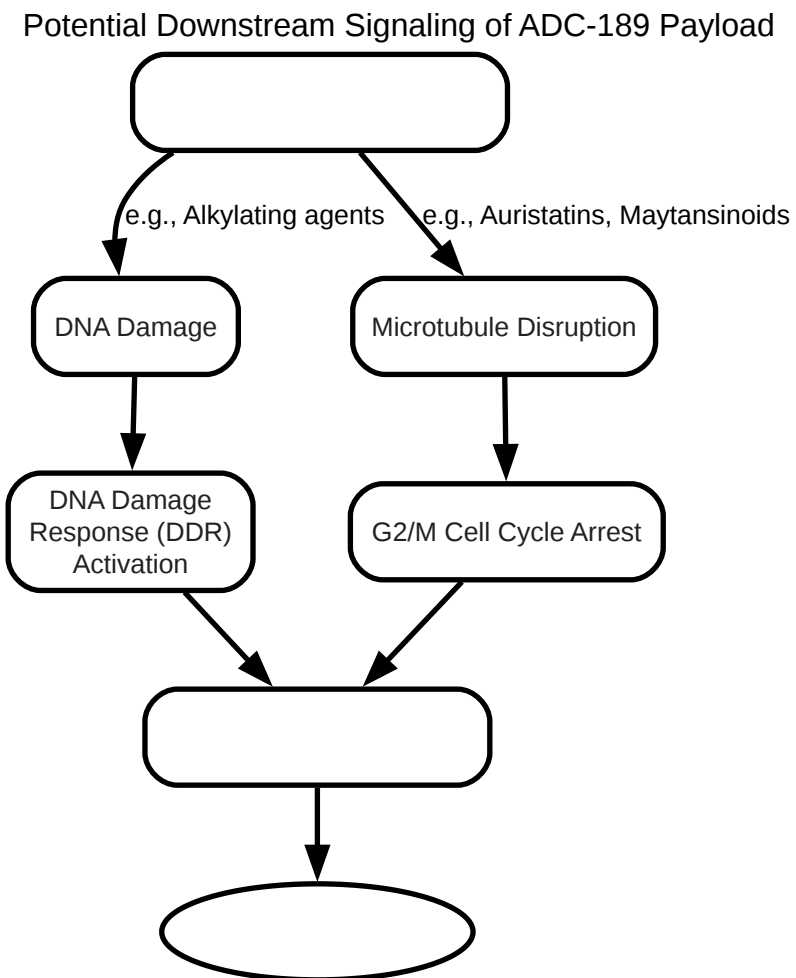 Potential Downstream Signaling of ADC-189 Payload
e.g., Alkylating agents
e.g., Auristatins, Maytansinoids
DNA Damage
Microtubule Disruption
DNA Damage
Response (DDR)
Activation
G2/M Cell Cycle Arrest